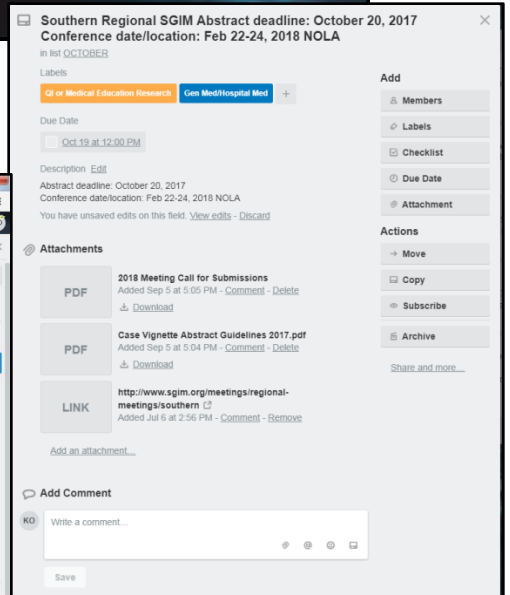 Southern Regional SGIM Abstract deadline: October 20, 2017
Conference date/location: Feb 22-24, 2018 NOLA
in list OCTOBER
Labels
QI or Medical Education Research
Gen Med/Hospital Med
+
Due Date
Oct 19 at 12:00 PM
Description Edit
Abstract deadline: October 20, 2017
Conference date/location: Feb 22-24, 2018 NOLA
You have unsaved edits on this field. View edits - Discard
Attachments
PDF
2018 Meeting Call for Submissions
Added Sep 5 at 5:05 PM - Comment - Delete
Download
PDF
Case Vignette Abstract Guidelines 2017.pdf
Added Sep 5 at 5:04 PM - Comment - Delete
Download
LINK
http://www.sgim.org/meetings/regional-
meetings/southern
Added Jul 6 at 2:56 PM - Comment - Remove
Add an attachment...
Add Comment
KO
Write a comment...
@
Save
Add
Members
Labels
Checklist
Due Date
Attachment
Actions
Move
Copy
Subscribe
Archive
Share and more...